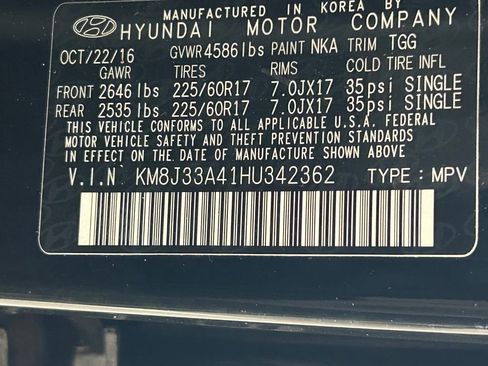 MANUFACTURED IN KOREA BY
HYUNDAI MOTOR COMPANY
OCT/22/16 GVWR 4586lbs PAINT NKA TRIM TGG
GAWR TIRES RIMS COLD TIRE INFL
FRONT 2646 lbs 225/60R17 7.0JX17 35psi SINGLE
REAR 2535 lbs 225/60R17 7.0JX17 35psi SINGLE
THIS VEHICLE CONFORMS TO ALL APPLICABLE U.S.A. FEDERAL
MOTOR VEHICLE SAFETY AND THEFT PREVENTION STANDARDS
IN EFFECT ON THE DATE OF MANUFACTURE SHOWN ABOVE.
V.I.N KM8J33A41HU342362 TYPE : MPV